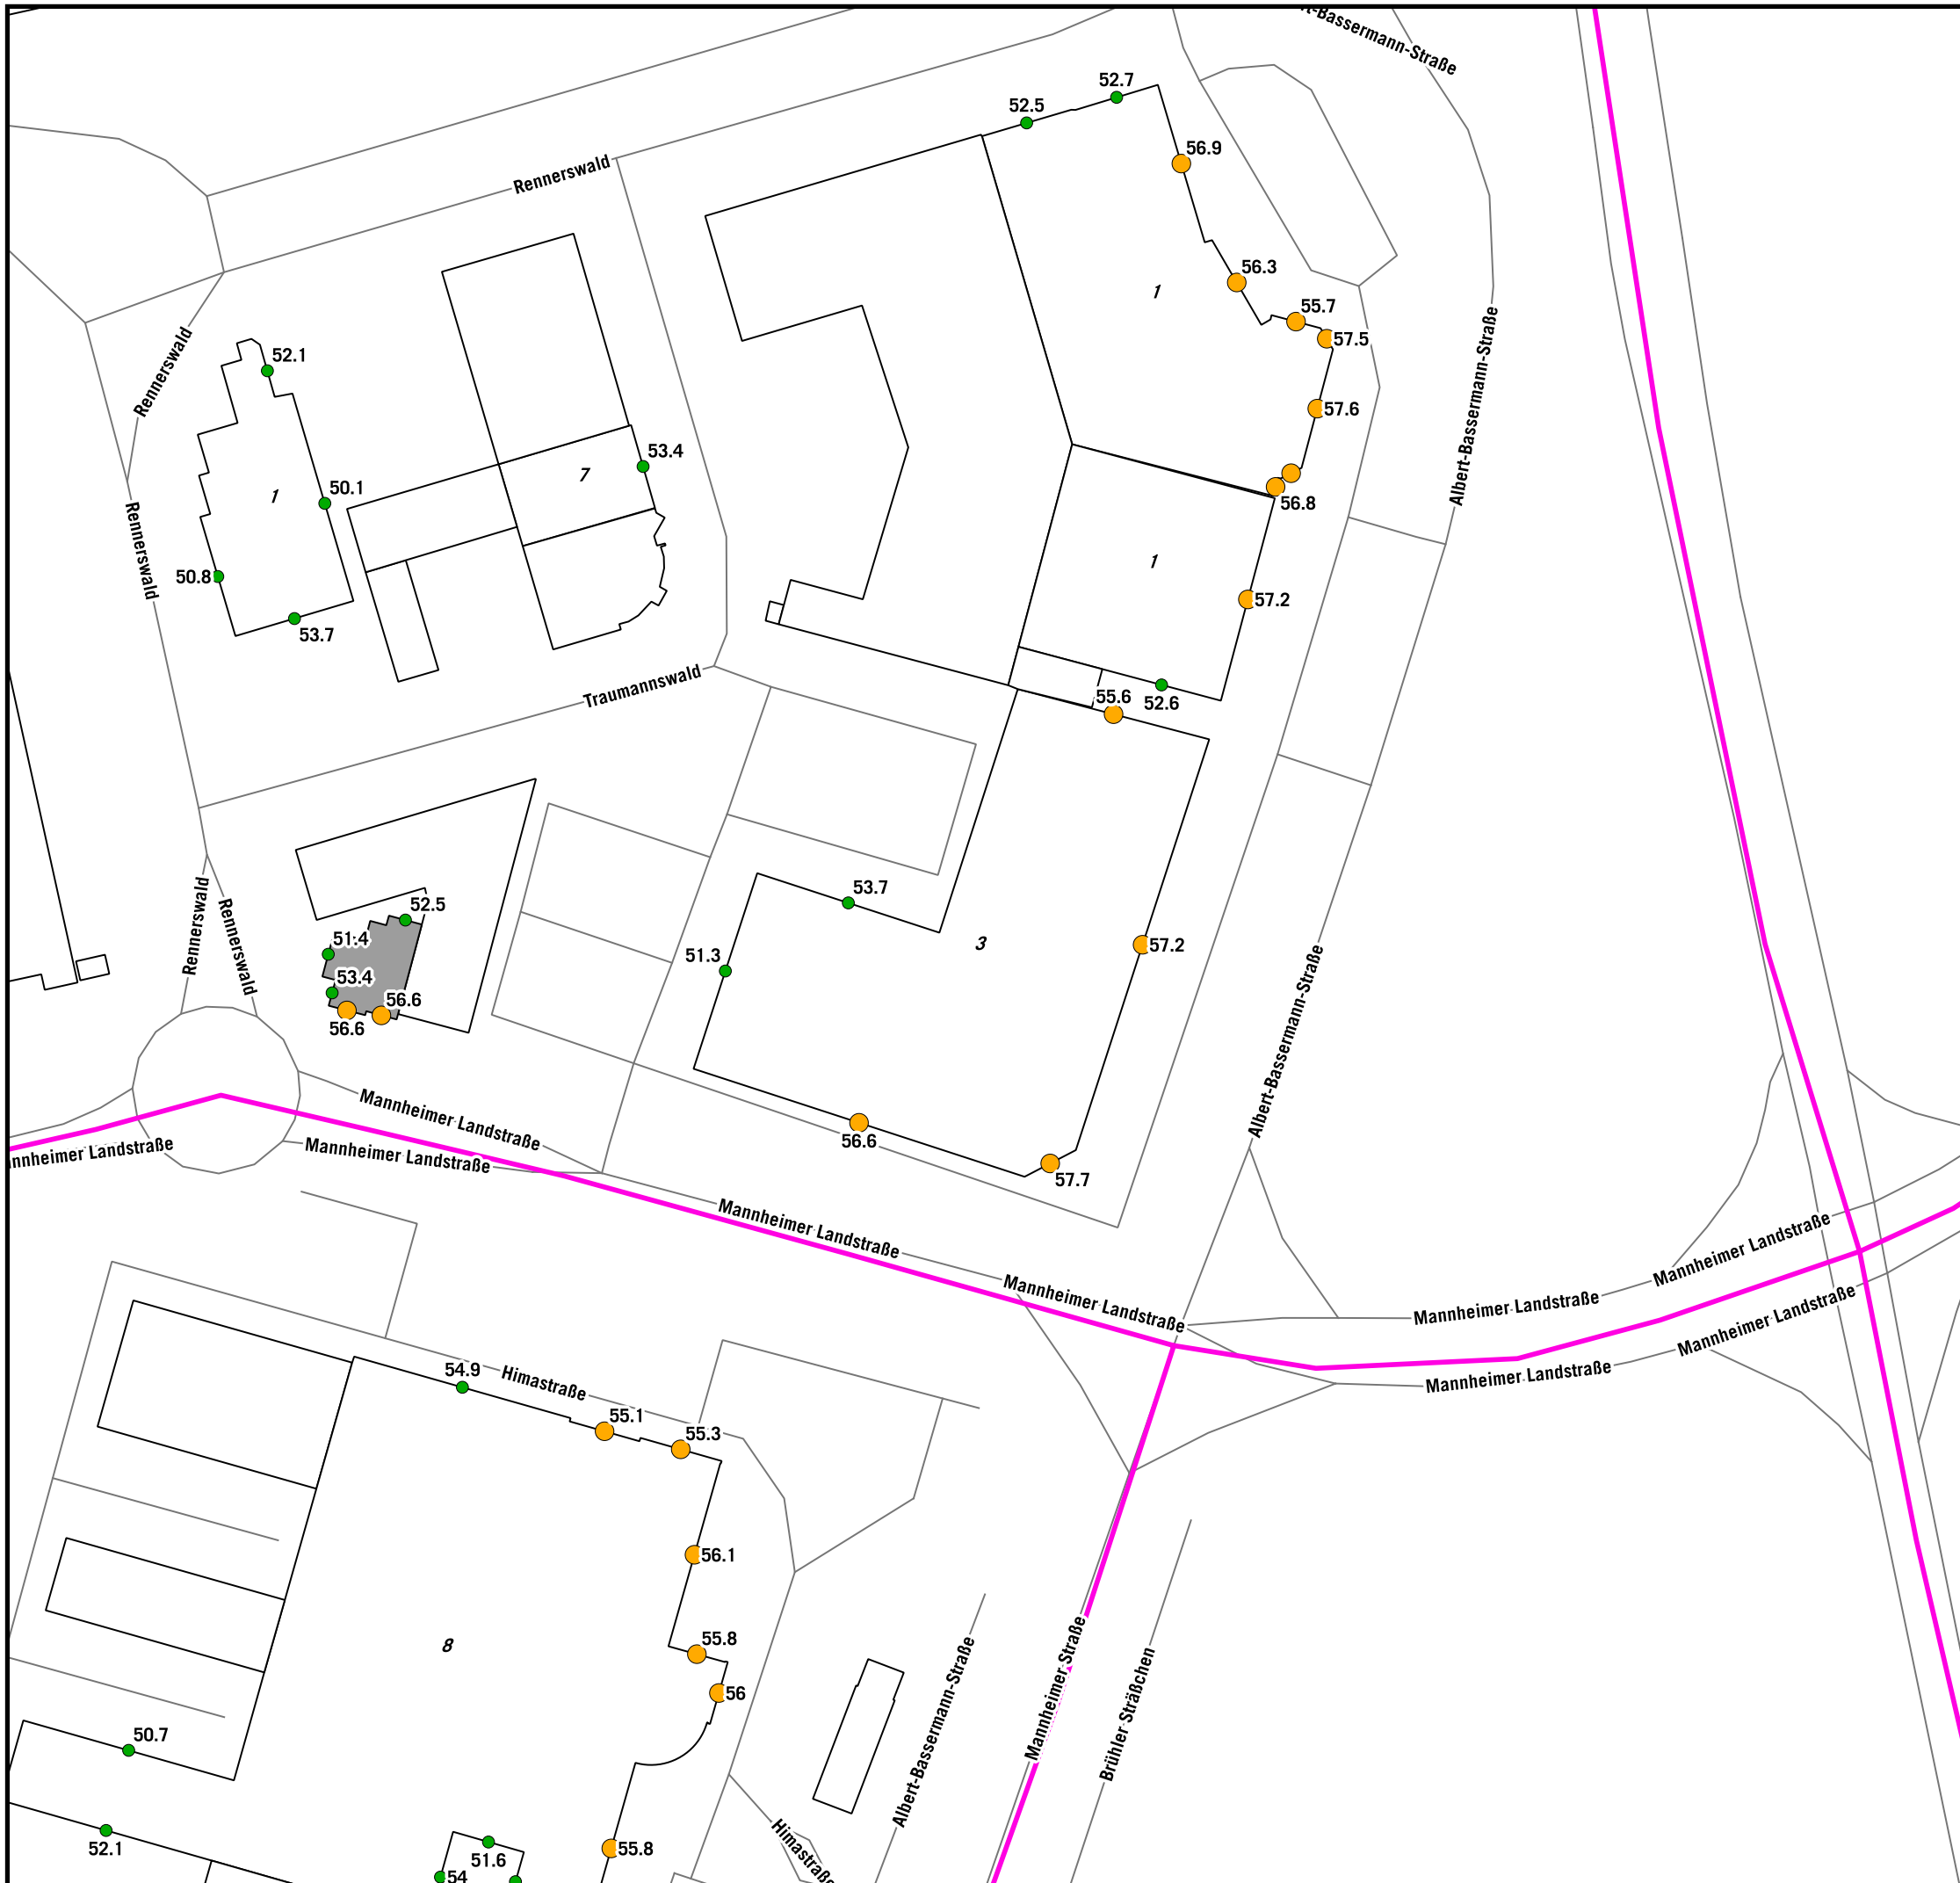 rt-Bassermann-Straße
52.7
52.5
56.9
Rennerswald
56.3
1
55.7
57.5
52.1
Rennerswald
Albert-Bassermann-Straße
57.6
53.4
7
50.1
1
56.8
Rennerswald
1
50.8
57.2
53.7
Traumannswald
55.6
52.6
53.7
52.5
51.4
3
57.2
51.3
Rennerswald
Rennerswald
53.4
56.6
56.6
Albert-Bassermann-Straße
Mannheimer Landstraße
nnheimer Landstraße
Mannheimer Landstraße
56.6
57.7
Mannheimer Landstraße
Mannheimer Landstraße
Mannheimer Landstraße
Mannheimer Landstraße
Mannheimer Landstraße
Mannheimer Landstraße
54.9
Himastraße
55.1
55.3
56.1
8
55.8
56
Mannheimer Straße
Albert-Bassermann-Straße
Brühler Sträßchen
50.7
52.1
51.6
55.8
Himastraße
54